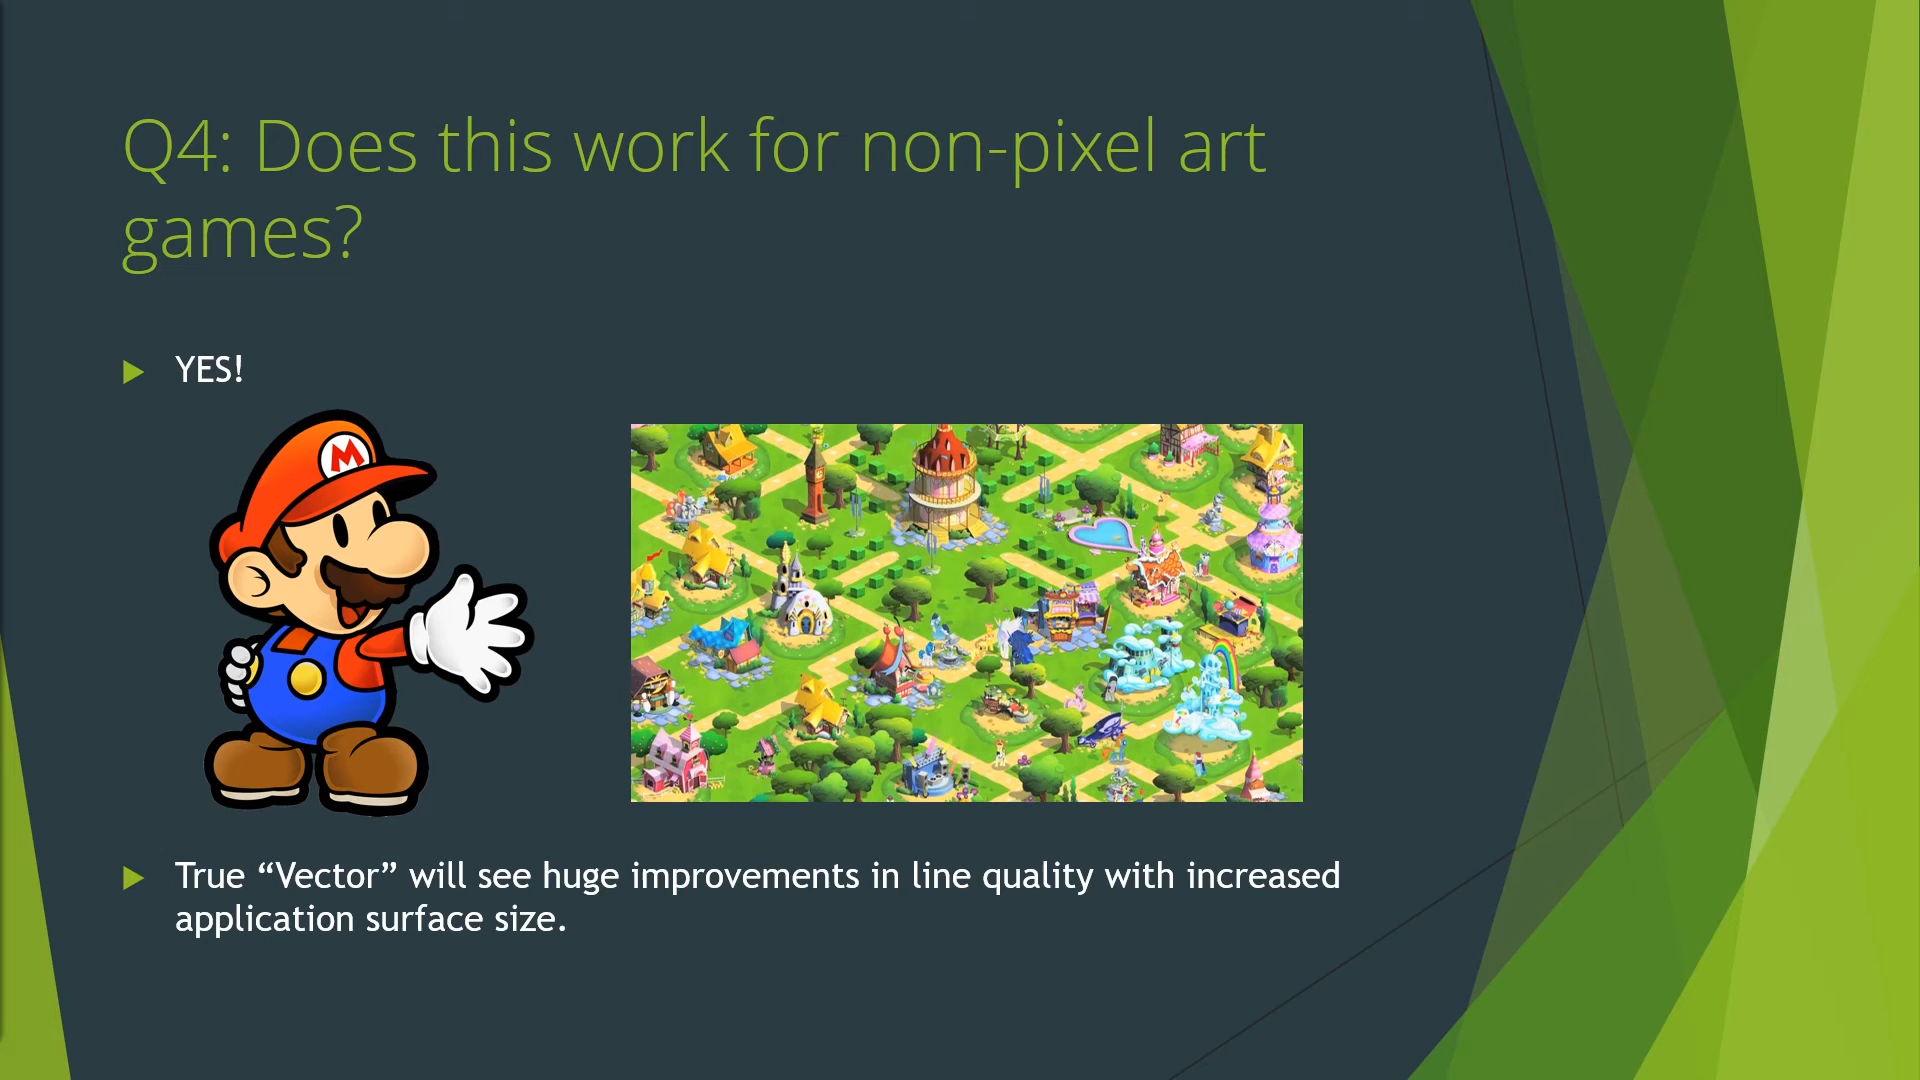 Q4: Does this work for non-pixel art
games?
YES!
M
True “Vector” will see huge improvements in line quality with increased
application surface size.